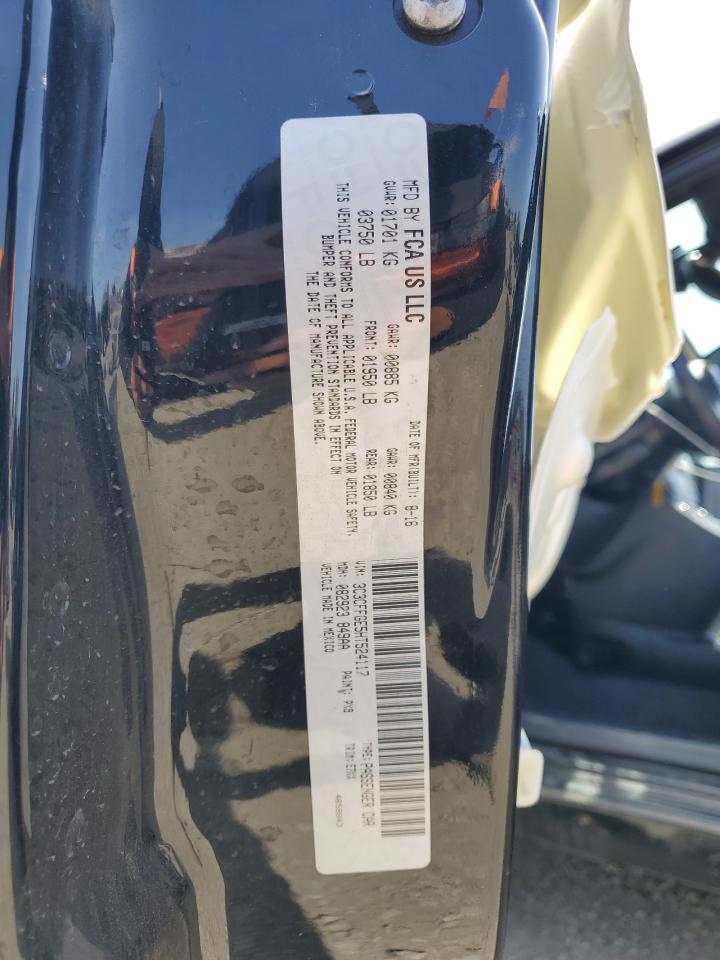 MFD BY FCA US LLC DATE OF MFR(BUILT): 8-16
GVWR: 01701 KG GAWR: 00885 KG GAWR: 00840 KG
03750 LB FRONT: 01950 LB REAR: 01850 LB
THIS VEHICLE CONFORMS TO ALL APPLICABLE U.S.A. FEDERAL MOTOR VEHICLE SAFETY,
BUMPER AND THEFT PREVENTION STANDARDS IN EFFECT ON
THE DATE OF MANUFACTURE SHOWN ABOVE.
VIN: 3C3CFFGE5HT524117 TYPE: PASSENGER CAR
MDH: 082923 849AA PAINT: PXB TRIM: E7XX
VEHICLE MADE IN MEXICO